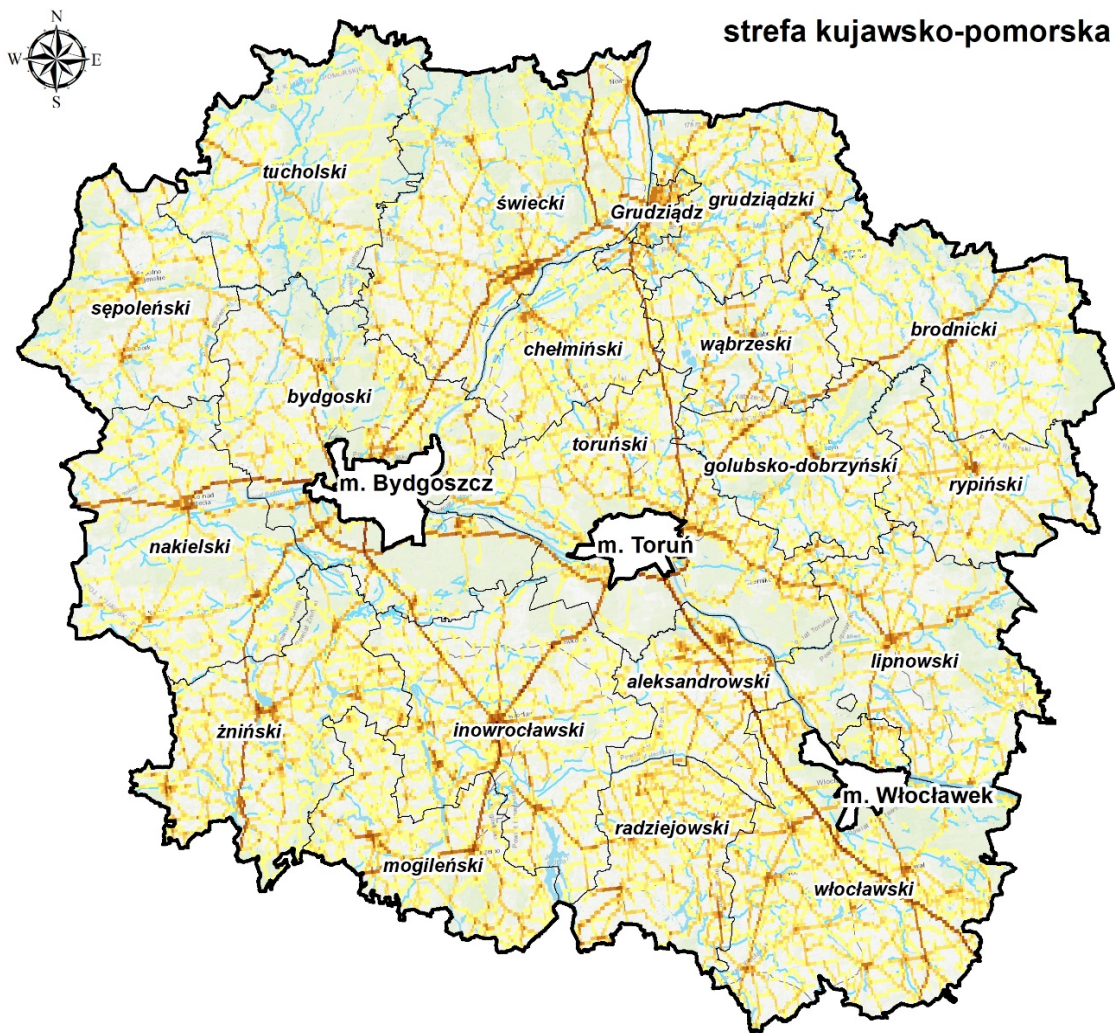 N
strefa kujawsko-pomorska
W E
S
tucholski
świecki
Grudziądz
grudziądzki
sępoleński
brodnicki
chełmiński
wąbrzeski
bydgoski
toruński
golubsko-dobrzyński
rypiński
m. Bydgoszcz
nakielski
m. Toruń
lipnowski
aleksandrowski
żniński
inowrocławski
m. Włocławek
radziejowski
mogileński
włocławski